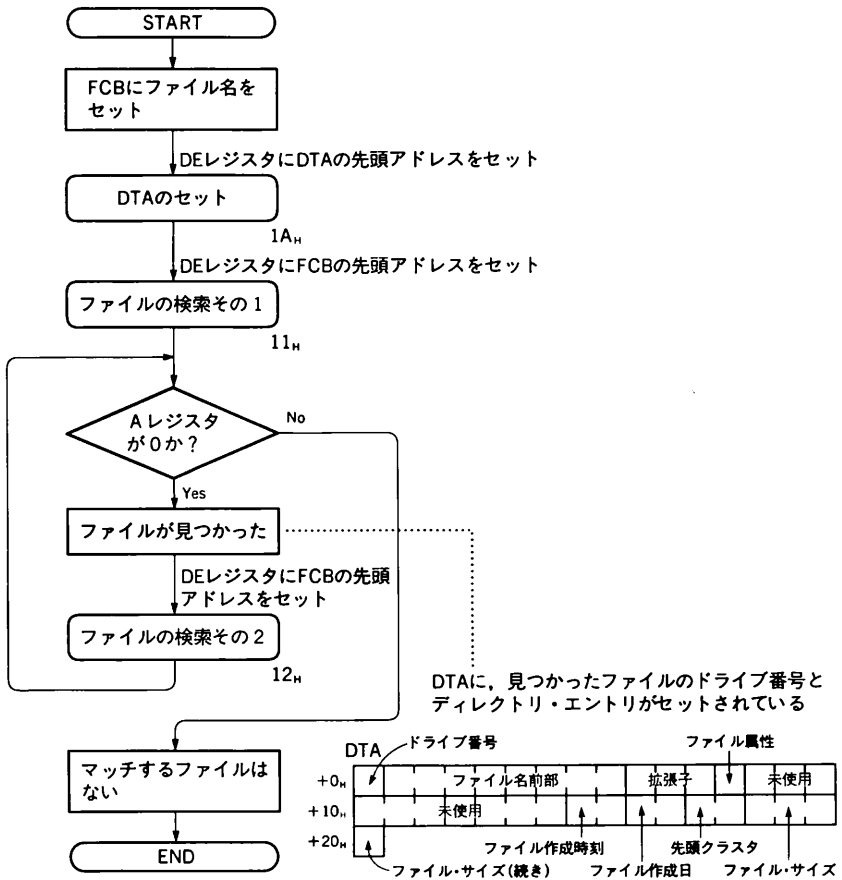 START
FCBにファイル名を
セット
DEレジスタにDTAの先頭アドレスをセット
DTAのセット
1AH
DEレジスタにFCBの先頭アドレスをセット
ファイルの検索その1
11H
Aレジスタ
が0か?
No
Yes
ファイルが見つかった
DEレジスタにFCBの先頭
アドレスをセット
ファイルの検索その2
12H
DTAに,見つかったファイルのドライブ番号と
ディレクトリ・エントリがセットされている
マッチするファイルは
ない
END
DTA
ドライブ番号
ファイル属性
+0H
ファイル名前部
拡張子
未使用
+10H
未使用
+20H
ファイル作成時刻
先頭クラスタ
ファイル・サイズ(続き)
ファイル作成日
ファイル・サイズ